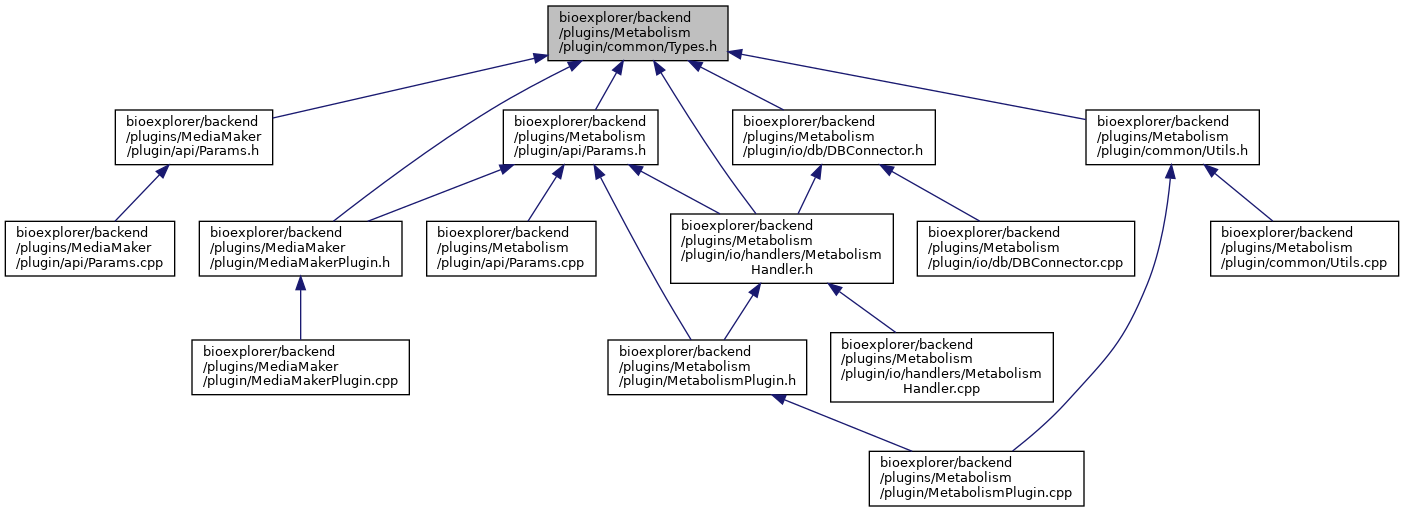 bioexplorer/backend
/plugins/Metabolism
/plugin/common/Types.h
bioexplorer/backend
/plugins/MediaMaker
/plugin/api/Params.h
bioexplorer/backend
/plugins/Metabolism
/plugin/api/Params.h
bioexplorer/backend
/plugins/Metabolism
/plugin/io/db/DBConnector.h
bioexplorer/backend
/plugins/Metabolism
/plugin/common/Utils.h
bioexplorer/backend
/plugins/MediaMaker
/plugin/api/Params.cpp
bioexplorer/backend
/plugins/MediaMaker
/plugin/MediaMakerPlugin.h
bioexplorer/backend
/plugins/Metabolism
/plugin/api/Params.cpp
bioexplorer/backend
/plugins/Metabolism
/plugin/io/handlers/Metabolism
Handler.h
bioexplorer/backend
/plugins/Metabolism
/plugin/io/db/DBConnector.cpp
bioexplorer/backend
/plugins/Metabolism
/plugin/common/Utils.cpp
bioexplorer/backend
/plugins/MediaMaker
/plugin/MediaMakerPlugin.cpp
bioexplorer/backend
/plugins/Metabolism
/plugin/MetabolismPlugin.h
bioexplorer/backend
/plugins/Metabolism
/plugin/io/handlers/Metabolism
Handler.cpp
bioexplorer/backend
/plugins/Metabolism
/plugin/MetabolismPlugin.cpp